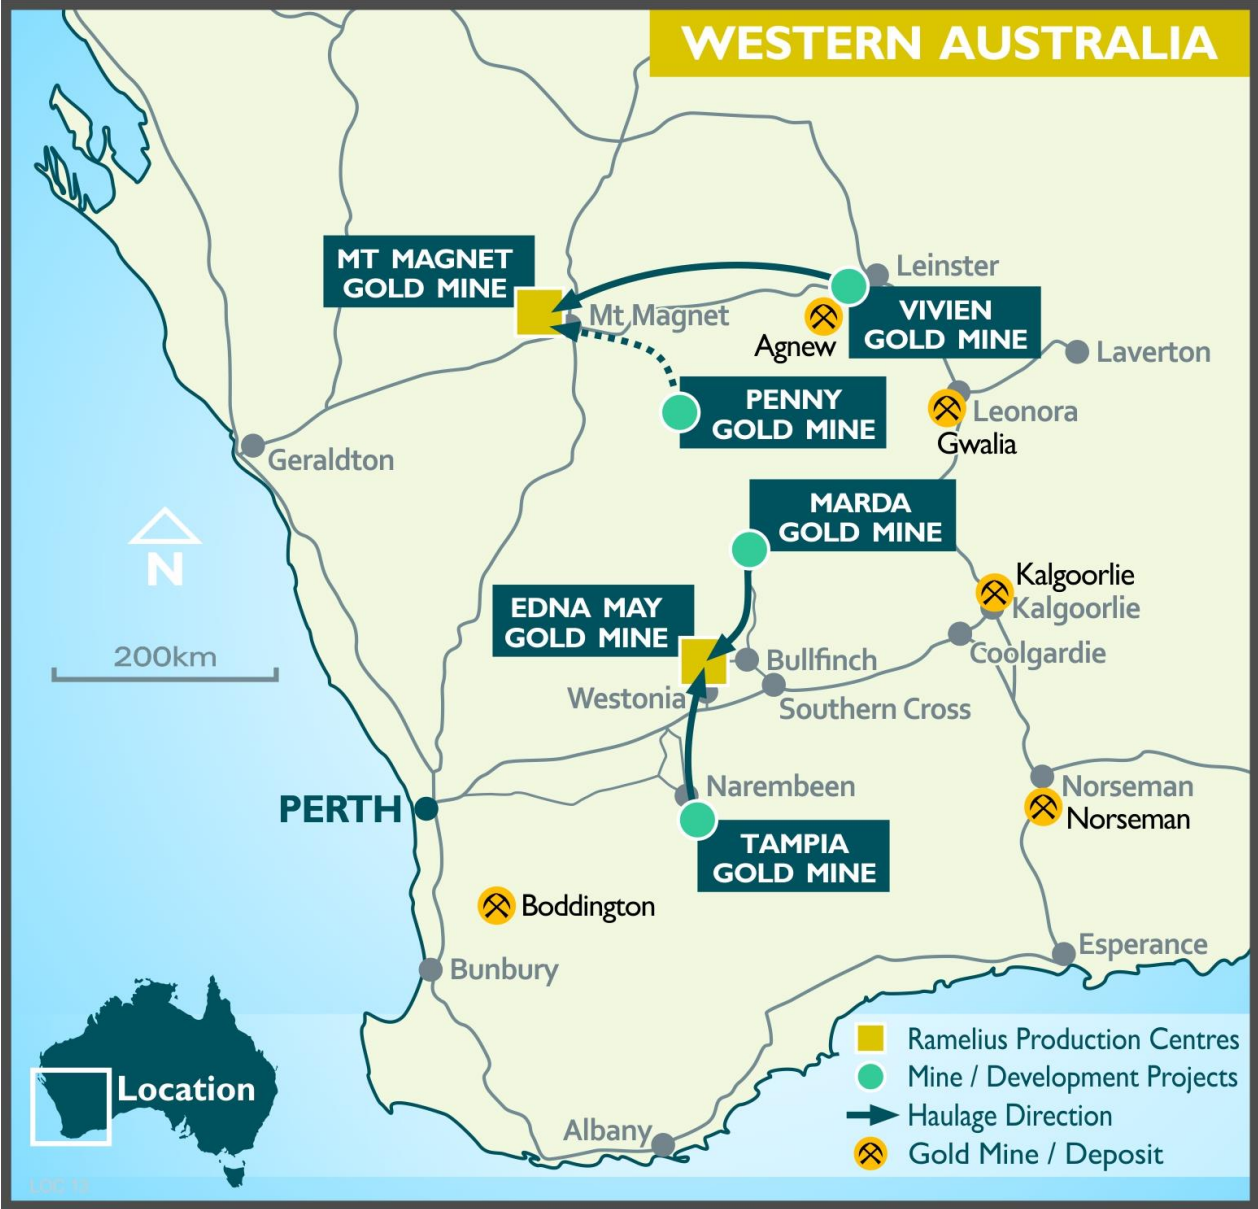 WESTERN AUSTRALIA
MT MAGNET
GOLD MINE
Leinster
Mt Magnet
VIVIEN
GOLD MINE
Agnew
Laverton
PENNY
GOLD MINE
Leonora
Gwalia
Geraldton
MARDA
GOLD MINE
N
Kalgoorlie
Kalgoorlie
EDNA MAY
GOLD MINE
200km
Coolgardie
Bullfinch
Westonia
Southern Cross
Narembeen
Norseman
Norseman
PERTH
TAMPIA
GOLD MINE
Boddington
Esperance
Bunbury
Location
Albany
Ramelius Production Centres
Mine / Development Projects
Haulage Direction
Gold Mine / Deposit